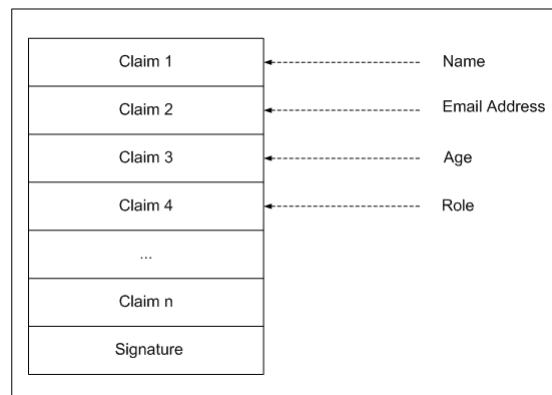 Claim 1
Name
Claim 2
Email Address
Claim 3
Age
Claim 4
Role
...
Claim n
Signature